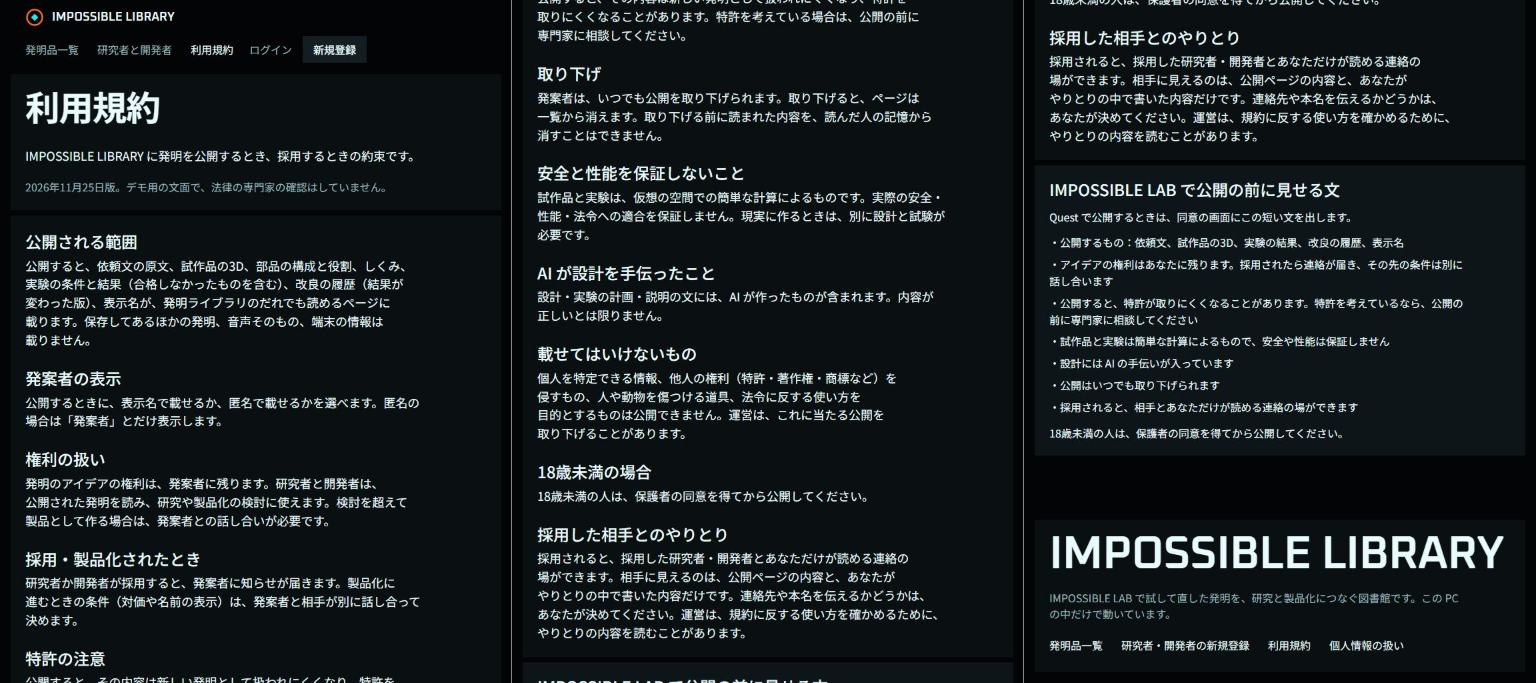 IMPOSSIBLE LIBRARY
発明品一覧 研究者と開発者 利用規約 ログイン 新規登録
利用規約
IMPOSSIBLE LIBRARY に発明を公開するとき、採用するときの約束です。
2026年11月25日版。デモ用の文面で、法律の専門家の確認はしていません。
公開される範囲
公開すると、依頼文の原文、試作品の3D、部品の構成と役割、しくみ、
実験の条件と結果（合格しなかったものを含む）、改良の履歴（結果が
変わった版）、表示名が、発明ライブラリのだれでも読めるページに
載ります。保存してあるほかの発明、音声そのもの、端末の情報は
載りません。
発案者の表示
公開するときに、表示名で載せるか、匿名で載せるかを選べます。匿名の
場合は「発案者」とだけ表示します。
権利の扱い
発明のアイデアの権利は、発案者に残ります。研究者と開発者は、
公開された発明を読み、研究や製品化の検討に使えます。検討を超えて
製品として作る場合は、発案者との話し合いが必要です。
採用・製品化されたとき
研究者か開発者が採用すると、発案者に知らせが届きます。製品化に
進むときの条件（対価や名前の表示）は、発案者と相手が別に話し合って
決めます。
特許の注意
公開すると、その内容は新しい発明として扱われにくくなり、特許を
取りにくくなることがあります。特許を考えている場合は、公開の前に
専門家に相談してください。
取り下げ
発案者は、いつでも公開を取り下げられます。取り下げると、ページは
一覧から消えます。取り下げる前に読まれた内容を、読んだ人の記憶から
消すことはできません。
安全と性能を保証しないこと
試作品と実験は、仮想の空間での簡単な計算によるものです。実際の安全・
性能・法令への適合を保証しません。現実に作るときは、別に設計と試験が
必要です。
AI が設計を手伝ったこと
設計・実験の計画・説明の文には、AI が作ったものが含まれます。内容が
正しいとは限りません。
載せてはいけないもの
個人を特定できる情報、他人の権利（特許・著作権・商標など）を
侵すもの、人や動物を傷つける道具、法令に反する使い方を
目的とするものは公開できません。運営は、これに当たる公開を
取り下げることがあります。
18歳未満の場合
18歳未満の人は、保護者の同意を得てから公開してください。
採用した相手とのやりとり
採用されると、採用した研究者・開発者とあなただけが読める連絡の
場ができます。相手に見えるのは、公開ページの内容と、あなたが
やりとりの中で書いた内容だけです。連絡先や本名を伝えるかどうかは、
あなたが決めてください。運営は、規約に反する使い方を確かめるために、
やりとりの内容を読むことがあります。
IMPOSSIBLE LAB で公開の前に見せる文
18歳未満の人は、保護者の同意を得てから公開してください。
採用した相手とのやりとり
採用されると、採用した研究者・開発者とあなただけが読める連絡の
場ができます。相手に見えるのは、公開ページの内容と、あなたが
やりとりの中で書いた内容だけです。連絡先や本名を伝えるかどうかは、
あなたが決めてください。運営は、規約に反する使い方を確かめるために、
やりとりの内容を読むことがあります。
IMPOSSIBLE LAB で公開の前に見せる文
Quest で公開するときは、同意の画面にこの短い文を出します。
・公開するもの：依頼文、試作品の3D、実験の結果、改良の履歴、表示名
・アイデアの権利はあなたに残ります。採用されたら連絡が届き、その先の条件は別に
話し合います
・公開すると、特許が取りにくくなることがあります。特許を考えているなら、公開の
前に専門家に相談してください
・試作品と実験は簡単な計算によるもので、安全や性能は保証しません
・設計には AI の手伝いが入っています
・公開はいつでも取り下げられます
・採用されると、相手とあなただけが読める連絡の場ができます
18歳未満の人は、保護者の同意を得てから公開してください。
IMPOSSIBLE LIBRARY
IMPOSSIBLE LAB で試して直した発明を、研究と製品化につなぐ図書館です。この PC
の中だけで動いています。
発明品一覧 研究者・開発者の新規登録 利用規約 個人情報の扱い